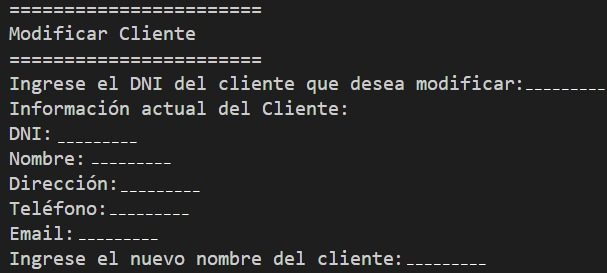 =======================
Modificar Cliente
=======================
Ingrese el DNI del cliente que desea modificar:_________
Información actual del Cliente:
DNI:_________
Nombre:_________
Dirección:_________
Teléfono:_________
Email:_________
Ingrese el nuevo nombre del cliente:_________